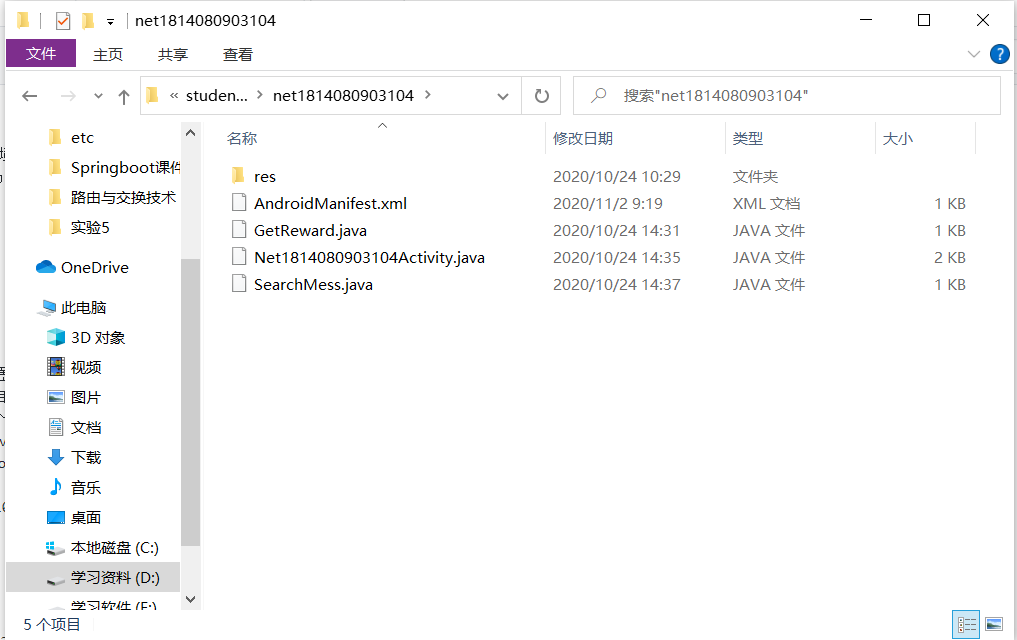 net1814080903104
文件 主页 共享 查看
« studen... › net1814080903104 › 搜索"net1814080903104"
etc
Springboot课件
路由与交换技术
实验5
OneDrive
此电脑
3D 对象
视频
图片
文档
下载
音乐
桌面
本地磁盘 (C:)
学习资料 (D:)
学习软件 (E:)
名称 修改日期 类型 大小
res 2020/10/24 10:29 文件夹
AndroidManifest.xml 2020/11/2 9:19 XML 文档 1 KB
GetReward.java 2020/10/24 14:31 JAVA 文件 1 KB
Net1814080903104Activity.java 2020/10/24 14:35 JAVA 文件 2 KB
SearchMess.java 2020/10/24 14:37 JAVA 文件 1 KB
5 个项目